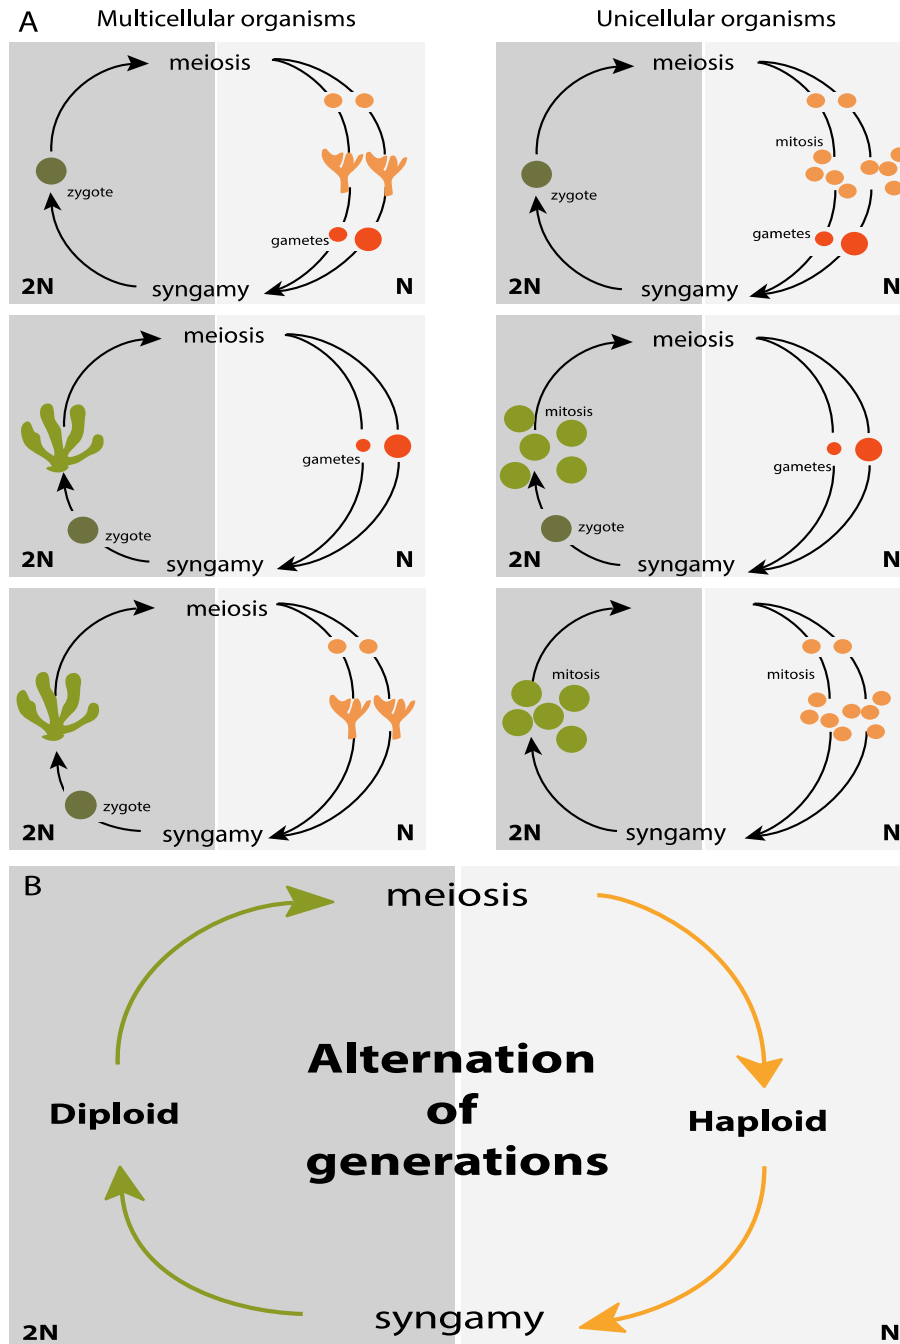 A
Multicellular organisms
Unicellular organisms
meiosis
zygote
gametes
2N
syngamy
N
meiosis
mitosis
zygote
gametes
2N
syngamy
N
meiosis
gametes
zygote
2N
syngamy
N
meiosis
mitosis
gametes
zygote
2N
syngamy
N
meiosis
zygote
2N
syngamy
N
mitosis
mitosis
2N
syngamy
N
B
meiosis
Alternation
of
generations
Diploid
Haploid
syngamy
2N
N